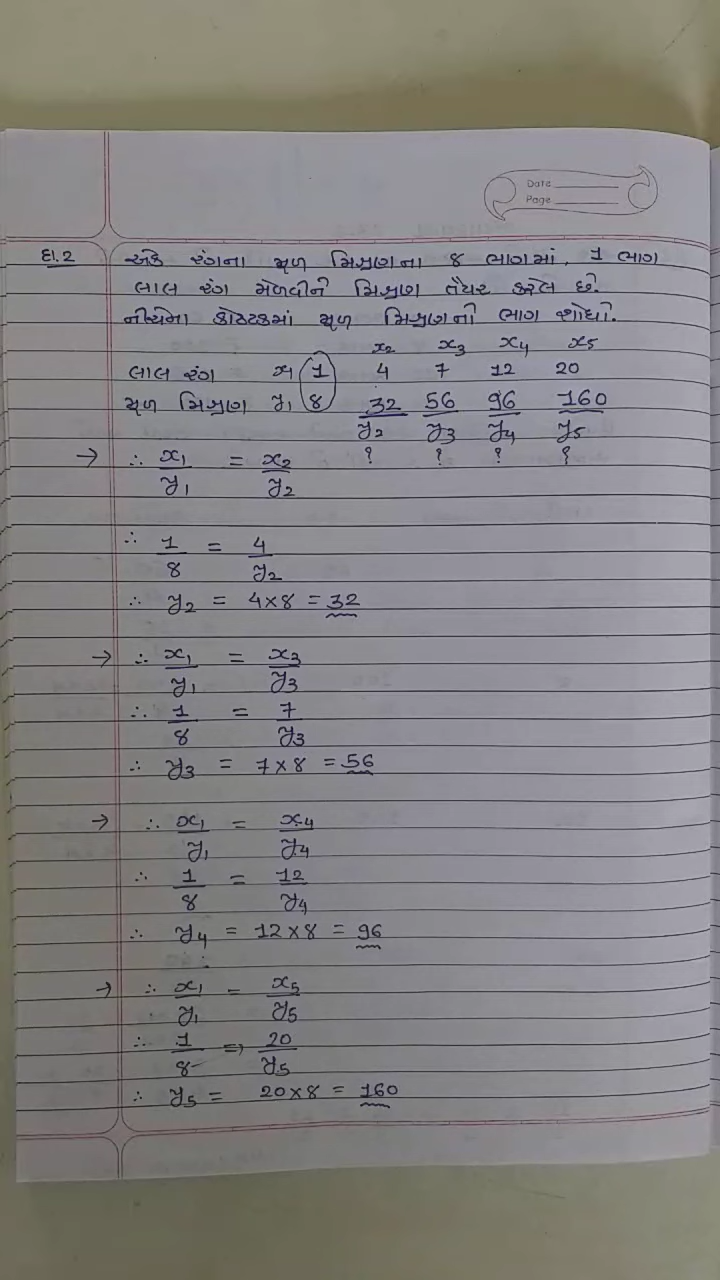 Date
Page
દા.2 એક રંગના મૂળ મિશ્રણના 8 ભાગમાં, 1 ભાગ
લાલ રંગ મેળવીને મિશ્રણ તૈયાર કરેલ છે.
નીચેના કોષ્ટકમાં મૂળ મિશ્રણનો ભાગ શોધો.
x₂ x₃ x₄ x₅
લાલ રંગ x₁ 1 4 7 12 20
મૂળ મિશ્રણ y₁ 8 32 56 96 160
y₂ y₃ y₄ y₅
? ? ? ?
→ ∴ x₁/y₁ = x₂/y₂
∴ 1/8 = 4/y₂
∴ y₂ = 4×8 = 32
→ ∴ x₁/y₁ = x₃/y₃
∴ 1/8 = 7/y₃
∴ y₃ = 7×8 = 56
→ ∴ x₁/y₁ = x₄/y₄
∴ 1/8 = 12/y₄
∴ y₄ = 12×8 = 96
→ ∴ x₁/y₁ = x₅/y₅
∴ 1/8 ⇒ 20/y₅
∴ y₅ = 20×8 = 160